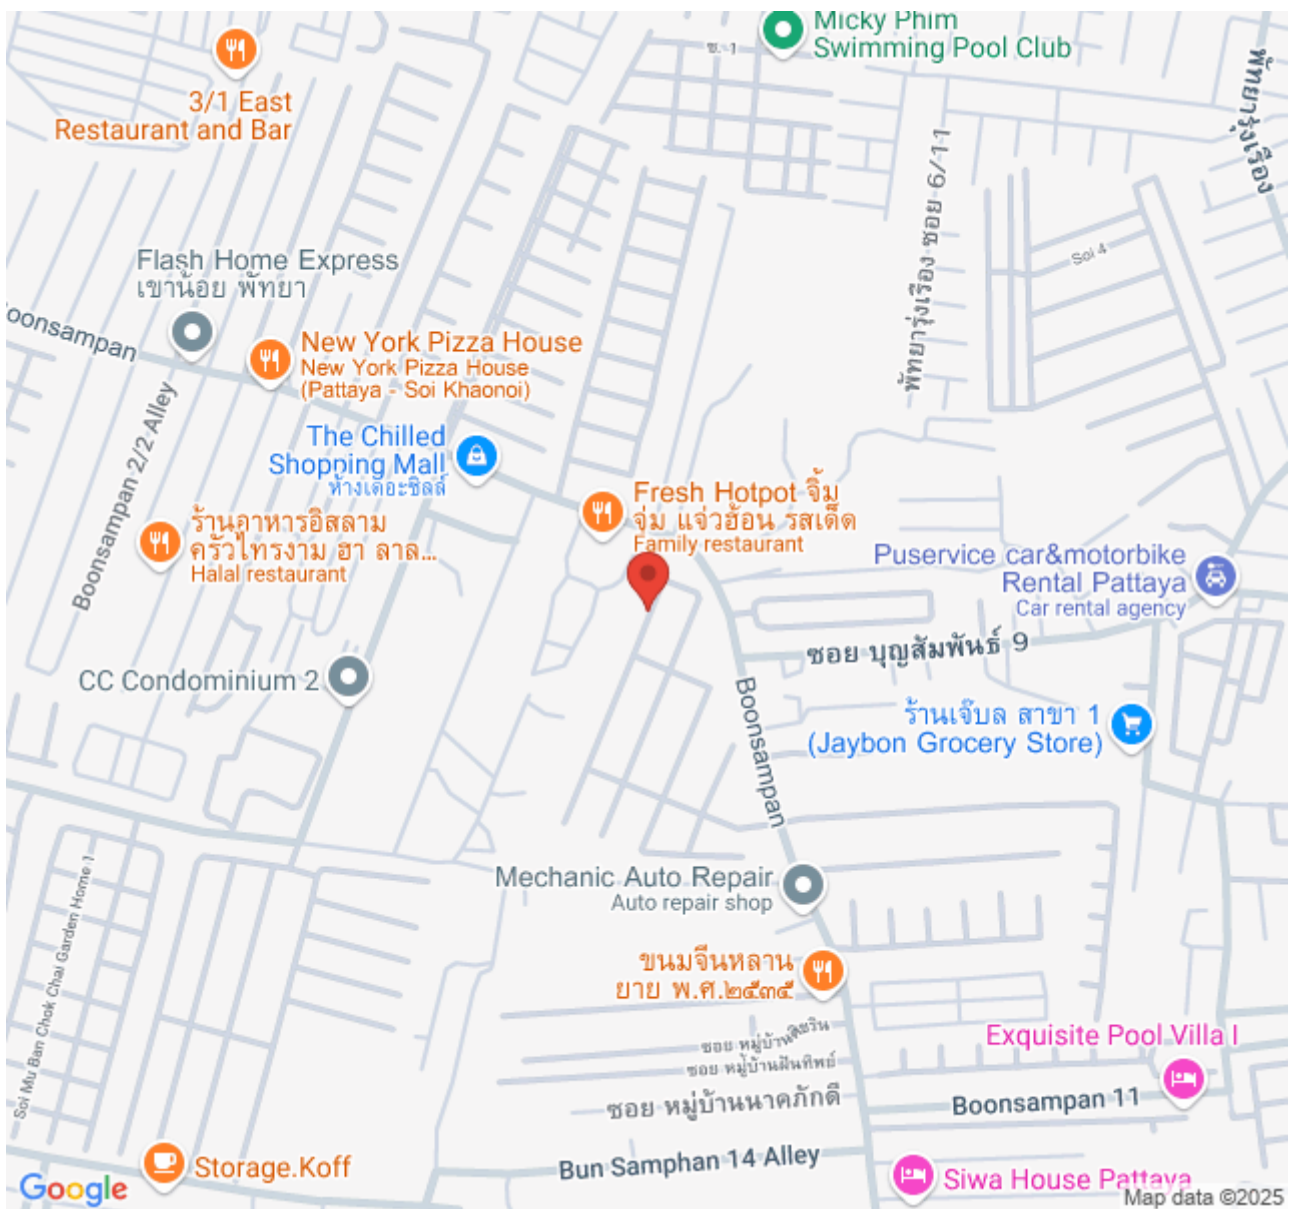 Micky Phim
Swimming Pool Club
ซ. 1
3/1 East
Restaurant and Bar
พัทยารุ่งเรือง
พัทยารุ่งเรือง ซอย 6/11
Soi 4
Flash Home Express
เขาน้อย พัทยา
Boonsampan
New York Pizza House
New York Pizza House
(Pattaya - Soi Khaonoi)
Boonsampan 2/2 Alley
The Chilled
Shopping Mall
ห้างเดอะชิลล์
Fresh Hotpot จิ้ม
จุ่ม แจ่วฮ้อน รสเด็ด
Family restaurant
ร้านอาหารอิสลาม
ครัวไทรงาม ฮา ลาล...
Halal restaurant
Puservice car&motorbike
Rental Pattaya
Car rental agency
ซอย บุญสัมพันธ์ 9
CC Condominium 2
Boonsampan
ร้านเจ๊บล สาขา 1
(Jaybon Grocery Store)
Mechanic Auto Repair
Auto repair shop
Soi Mu Ban Chok Chai Garden Home 1
ขนมจีนหลาน
ยาย พ.ศ.๒๕๓๕
ซอย หมู่บ้าน
ซอย หมู่บ้านฝันทิพย์
ซอย หมู่บ้านนาคภักดี
Exquisite Pool Villa I
Boonsampan 11
Bun Samphan 14 Alley
Storage.Koff
Siwa House Pattaya
Google
Map data ©2025